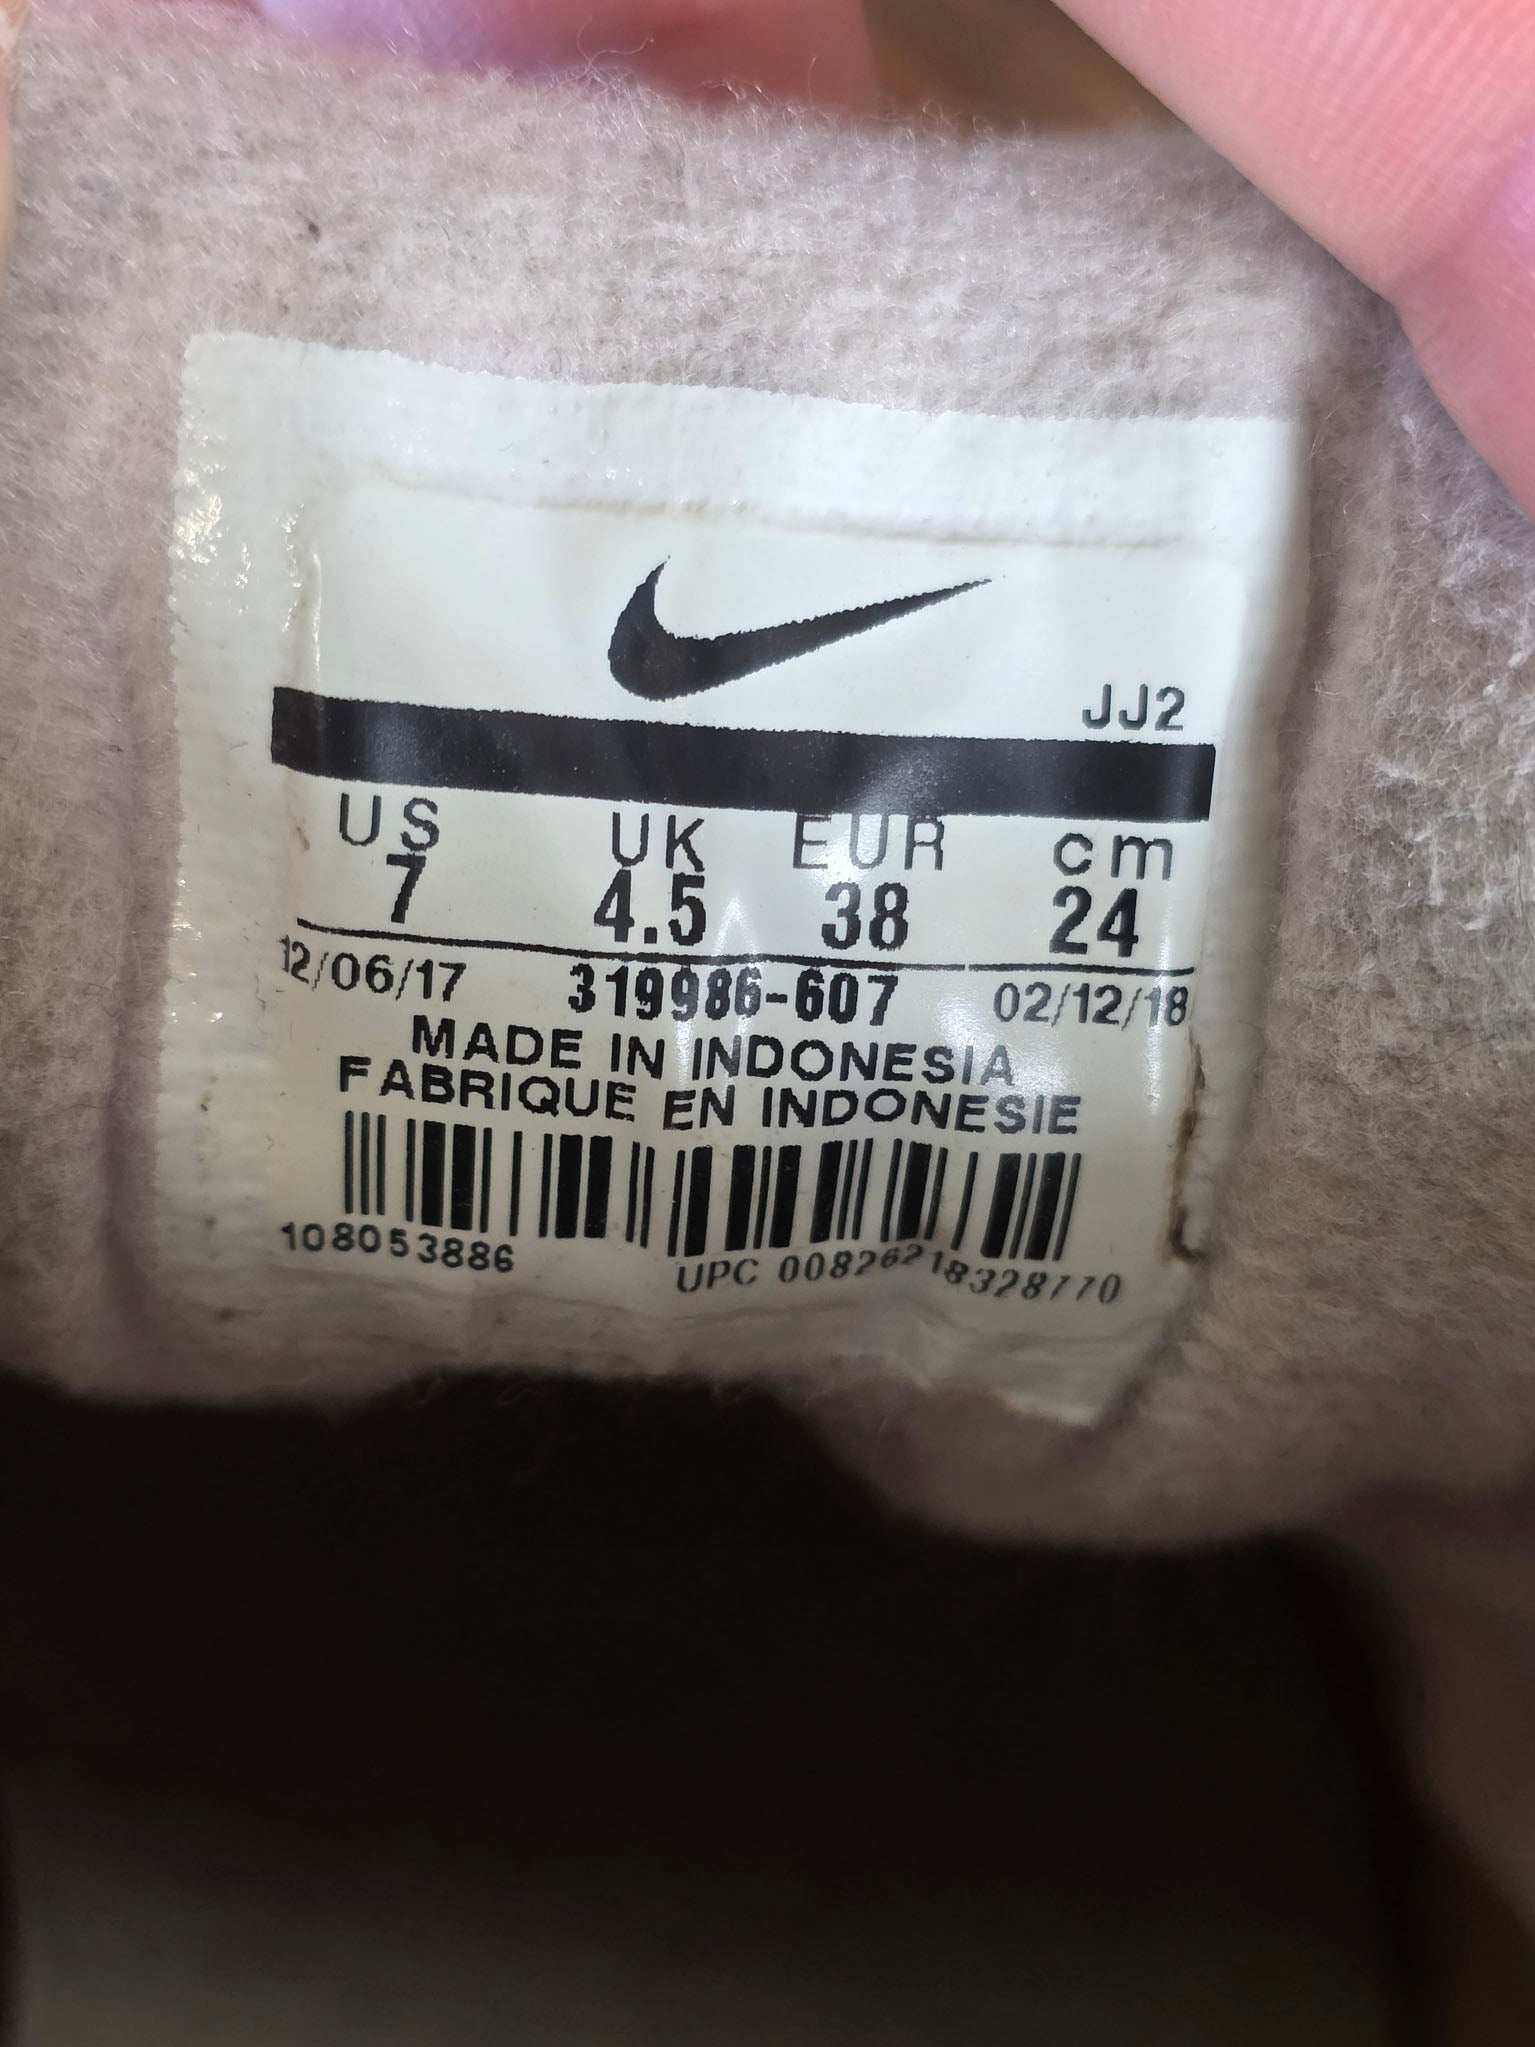 JJ2
US UK EUR cm
7 4.5 38 24
12/06/17 319986-607 02/12/18
MADE IN INDONESIA
FABRIQUE EN INDONESIE
108053886 UPC 00826218328770